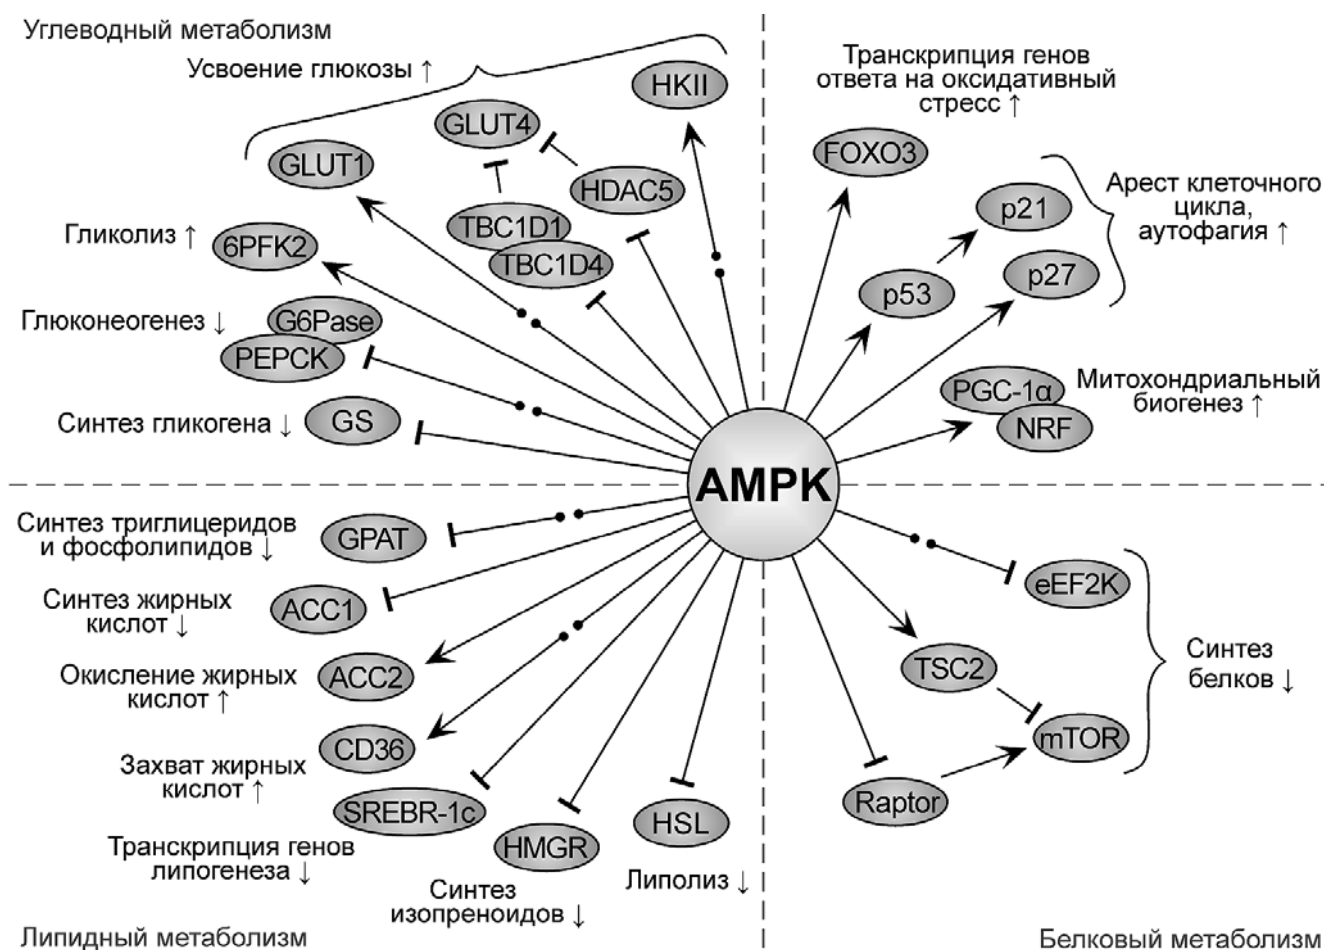 Углеводный метаболизм
Усвоение глюкозы ↑
HKII
GLUT4
GLUT1
HDAC5
TBC1D1
TBC1D4
Гликолиз ↑
6PFK2
Глюконеогенез ↓
G6Pase
PEPCK
Синтез гликогена ↓
GS
Транскрипция генов
ответа на оксидативный
стресс ↑
FOXO3
Арест клеточного
цикла,
аутофагия ↑
p21
p27
p53
PGC-1α
NRF
Митохондриальный
биогенез ↑
AMPK
Синтез триглицеридов
и фосфолипидов ↓
GPAT
Синтез жирных
кислот ↓
ACC1
Окисление жирных
кислот ↑
ACC2
Захват жирных
кислот ↑
CD36
SREBR-1c
Транскрипция генов
липогенеза ↓
HMGR
Синтез
изопреноидов ↓
HSL
Липолиз ↓
Липидный метаболизм
eEF2K
TSC2
mTOR
Raptor
Синтез
белков ↓
Белковый метаболизм